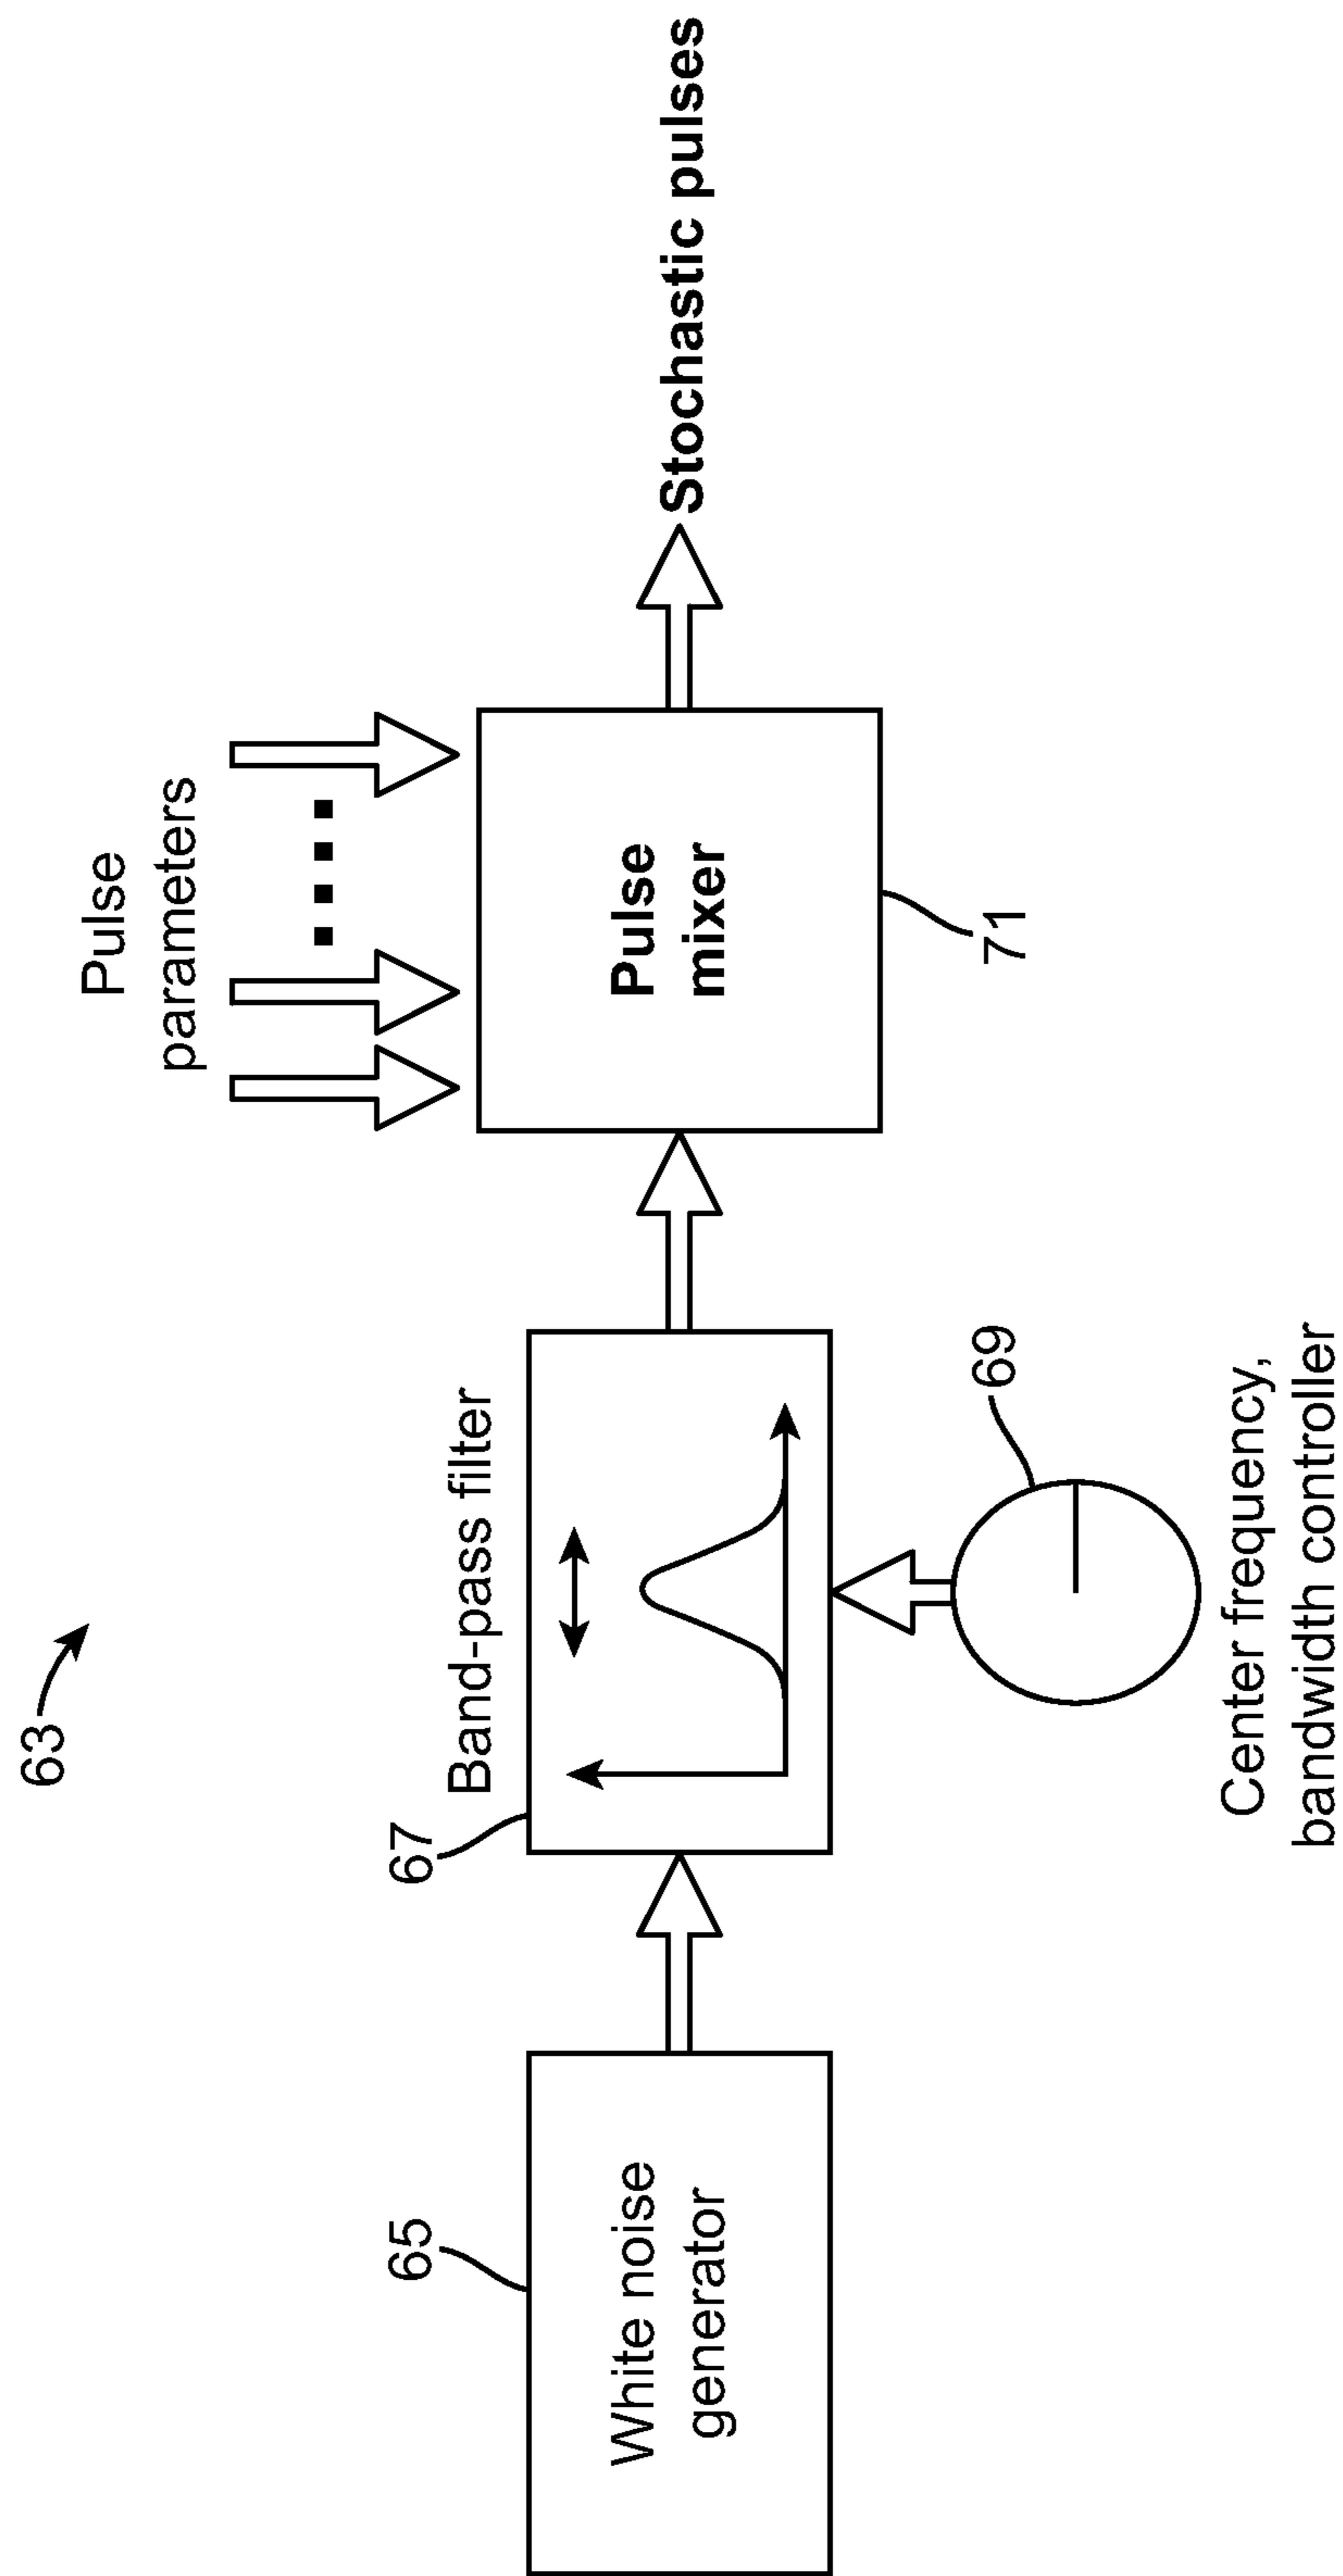 63
Pulse
parameters
67
Band-pass filter
65
White noise
generator
Pulse
mixer
Stochastic pulses
69
71
Center frequency,
bandwidth controller